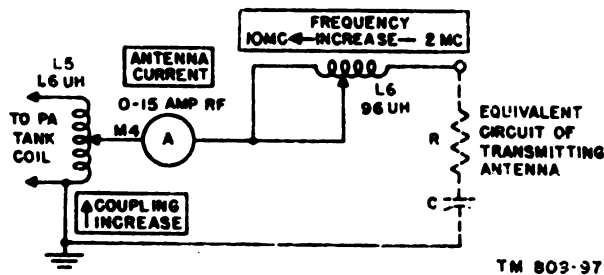 FREQUENCY
10MC INCREASE 2 MC
ANTENNA
CURRENT
L5
L6 UH
0-15 AMP RF
L6
96 UH
TO PA
TANK
COIL
M4
A
R
EQUIVALENT
CIRCUIT OF
TRANSMITTING
ANTENNA
C
COUPLING
INCREASE
TM 803-97